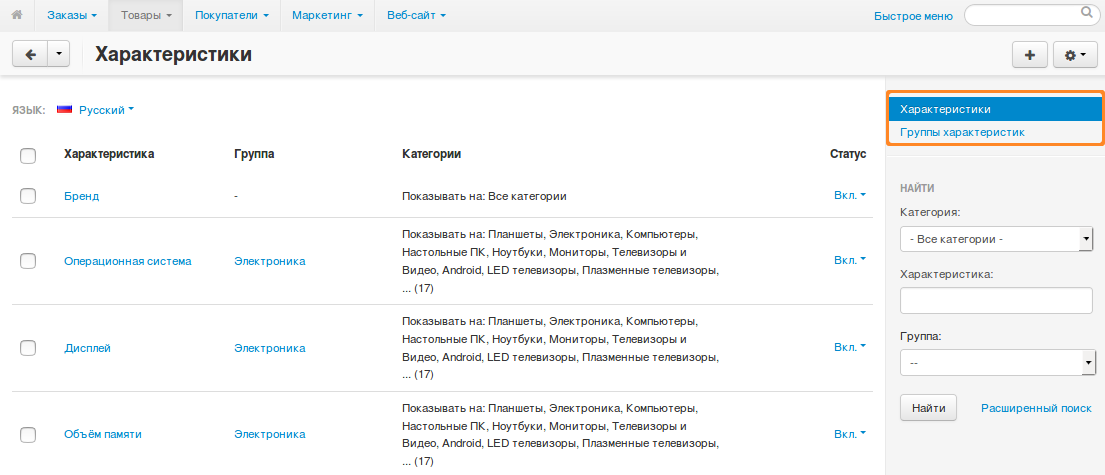 Заказы Товары Покупатели Маркетинг Веб-сайт Быстрое меню
Характеристики
ЯЗЫК: Русский
Характеристика Группа Категории Статус
Бренд - Показывать на: Все категории Вкл.
Операционная система Электроника Показывать на: Планшеты, Электроника, Компьютеры, Вкл.
Настольные ПК, Ноутбуки, Мониторы, Телевизоры и
Видео, Android, LED телевизоры, Плазменные телевизоры,
... (17)
Дисплей Электроника Показывать на: Планшеты, Электроника, Компьютеры, Вкл.
Настольные ПК, Ноутбуки, Мониторы, Телевизоры и
Видео, Android, LED телевизоры, Плазменные телевизоры,
... (17)
Объём памяти Электроника Показывать на: Планшеты, Электроника, Компьютеры, Вкл.
Настольные ПК, Ноутбуки, Мониторы, Телевизоры и
Видео, Android, LED телевизоры, Плазменные телевизоры,
... (17)
Характеристики
Группы характеристик
НАЙТИ
Категория:
- Все категории -
Характеристика:
Группа:
--
Найти Расширенный поиск